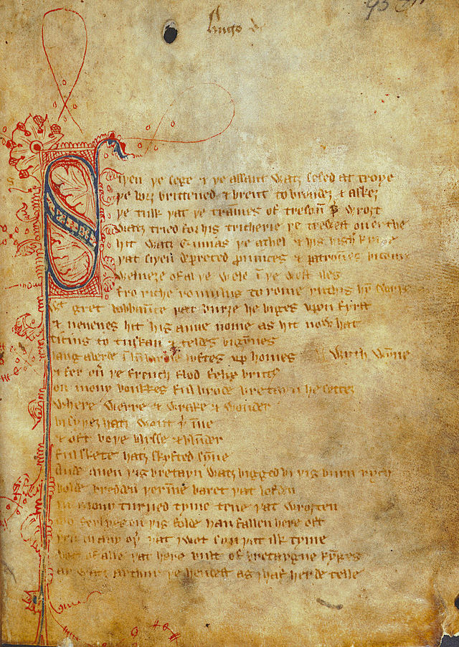 Hugo de
Siþen þe sege & þe assaut watz sesed at troye
þe borȝ brittened & brent to brondez & askez
þe tulk þat þe trammes of tresoun þer wroȝt
watz tried for his tricherie þe trewest on erthe
hit watz Ennias þe athel & his highe kynde
þat siþen depreced prouinces & patrounes bicome
welneȝe of al þe wele in þe west iles
fro riche romulus to rome ricchis hym swyþe
gret bobbaunce þat burȝe he biges vpon fyrst
& neuenes hit his aune nome as hit now hat
ticius to tuskan & teldes bigynnes
langaberde in lumbardie lyftes vp homes wyth wynne
& fer ouer þe french flod felix brutus
on mony bonkkes ful brode bretayn he settez
where werre & wrake & wonder
bi syþez hatz wont þerinne
& oft boþe blysse & blunder
ful skete hatz skyfted synne
Ande quen þis bretayn watz bigged bi þis burn rych
bolde bredden þerinne baret þat lofden
in mony turned tyme tene þat wroȝten
mo ferlyes on þis folde han fallen here oft
þen in any oþer þat I wot syn þat ilk tyme
bot of alle þat here bult of bretaygne kynges
ay watz arthur þe hendest as I haf herde telle